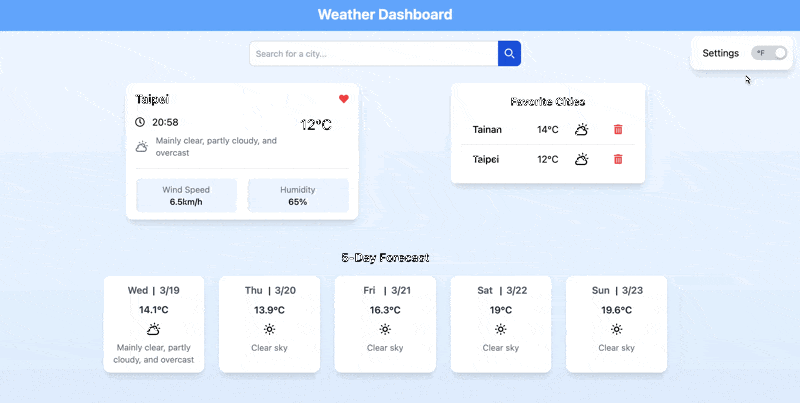 Weather Dashboard
Search for a city...
Settings
°F
Taipei
20:58
12°C
Mainly clear, partly cloudy, and
overcast
Wind Speed
6.5km/h
Humidity
65%
Favorite Cities
Tainan 14°C
Taipei 12°C
5-Day Forecast
Wed | 3/19
14.1°C
Mainly clear, partly
cloudy, and overcast
Thu | 3/20
13.9°C
Clear sky
Fri | 3/21
16.3°C
Clear sky
Sat | 3/22
19°C
Clear sky
Sun | 3/23
19.6°C
Clear sky